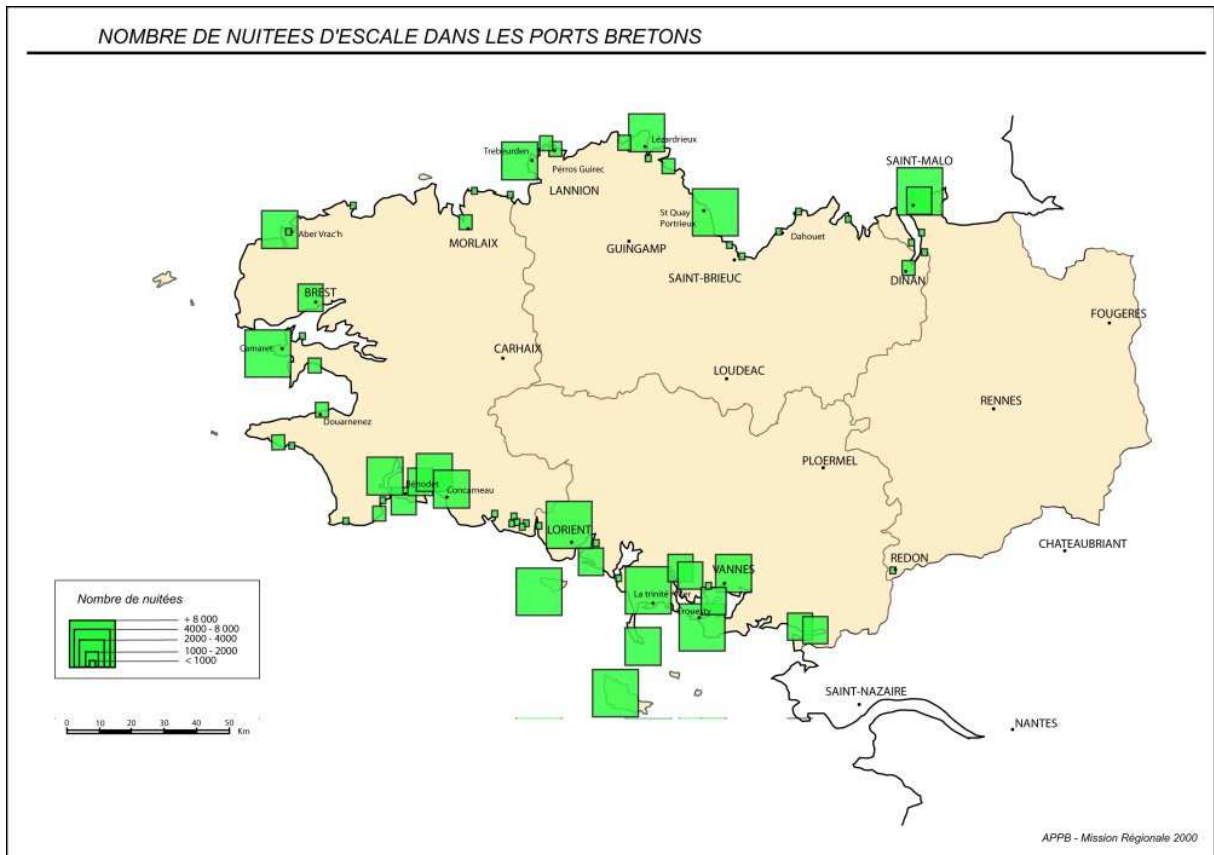 NOMBRE DE NUITEES D'ESCALE DANS LES PORTS BRETONS
Lézardrieux
Trebeurden
Pérros Guirec
SAINT-MALO
LANNION
St Quay
Portrieux
Aber Vrac'h
MORLAIX
GUINGAMP
Dahouet
SAINT-BRIEUC
DINAN
BREST
FOUGERES
Camaret
CARHAIX
LOUDEAC
RENNES
Douarnenez
PLOERMEL
Bénodet
Concarneau
LORIENT
CHATEAUBRIANT
REDON
VANNES
La trinité
Crouesty
SAINT-NAZAIRE
NANTES
Nombre de nuitées
+ 8 000
4000 - 8 000
2000 - 4000
1000 - 2000
< 1000
0 10 20 30 40 50
Km
APPB - Mission Régionale 2000